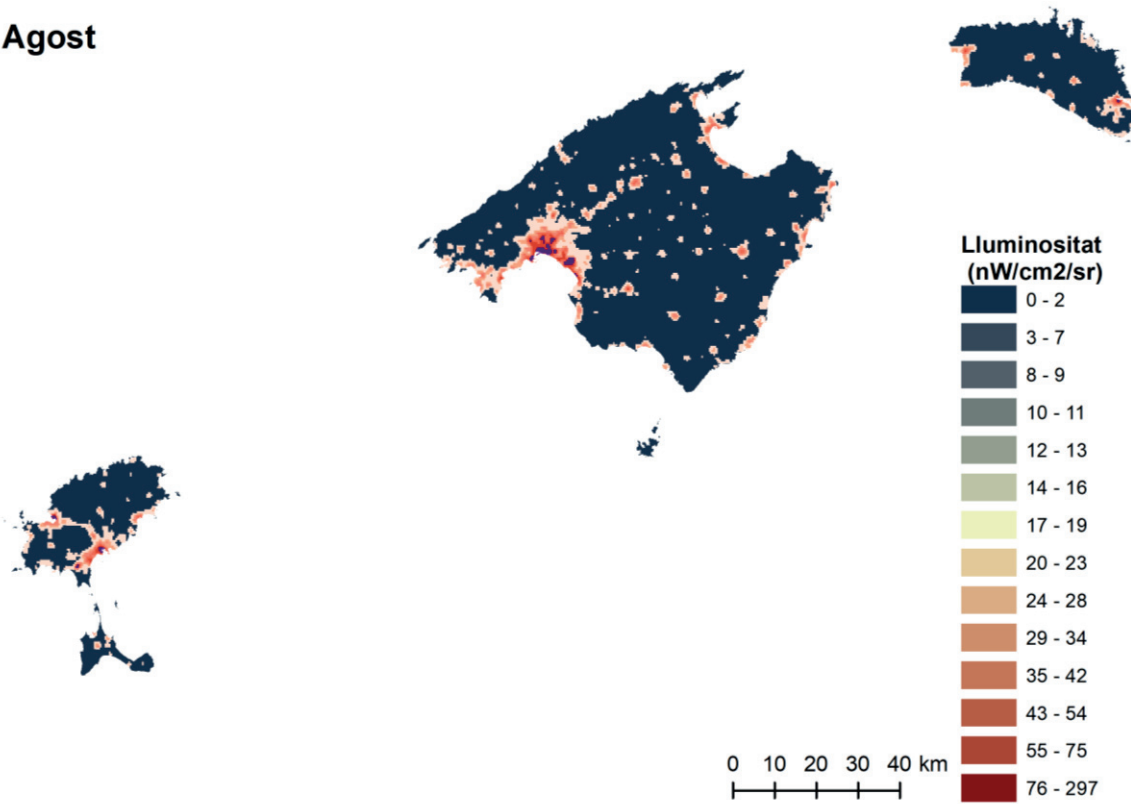 Agost
Lluminositat
(nW/cm2/sr)
0 - 2
3 - 7
8 - 9
10 - 11
12 - 13
14 - 16
17 - 19
20 - 23
24 - 28
29 - 34
35 - 42
43 - 54
55 - 75
76 - 297
0 10 20 30 40 km